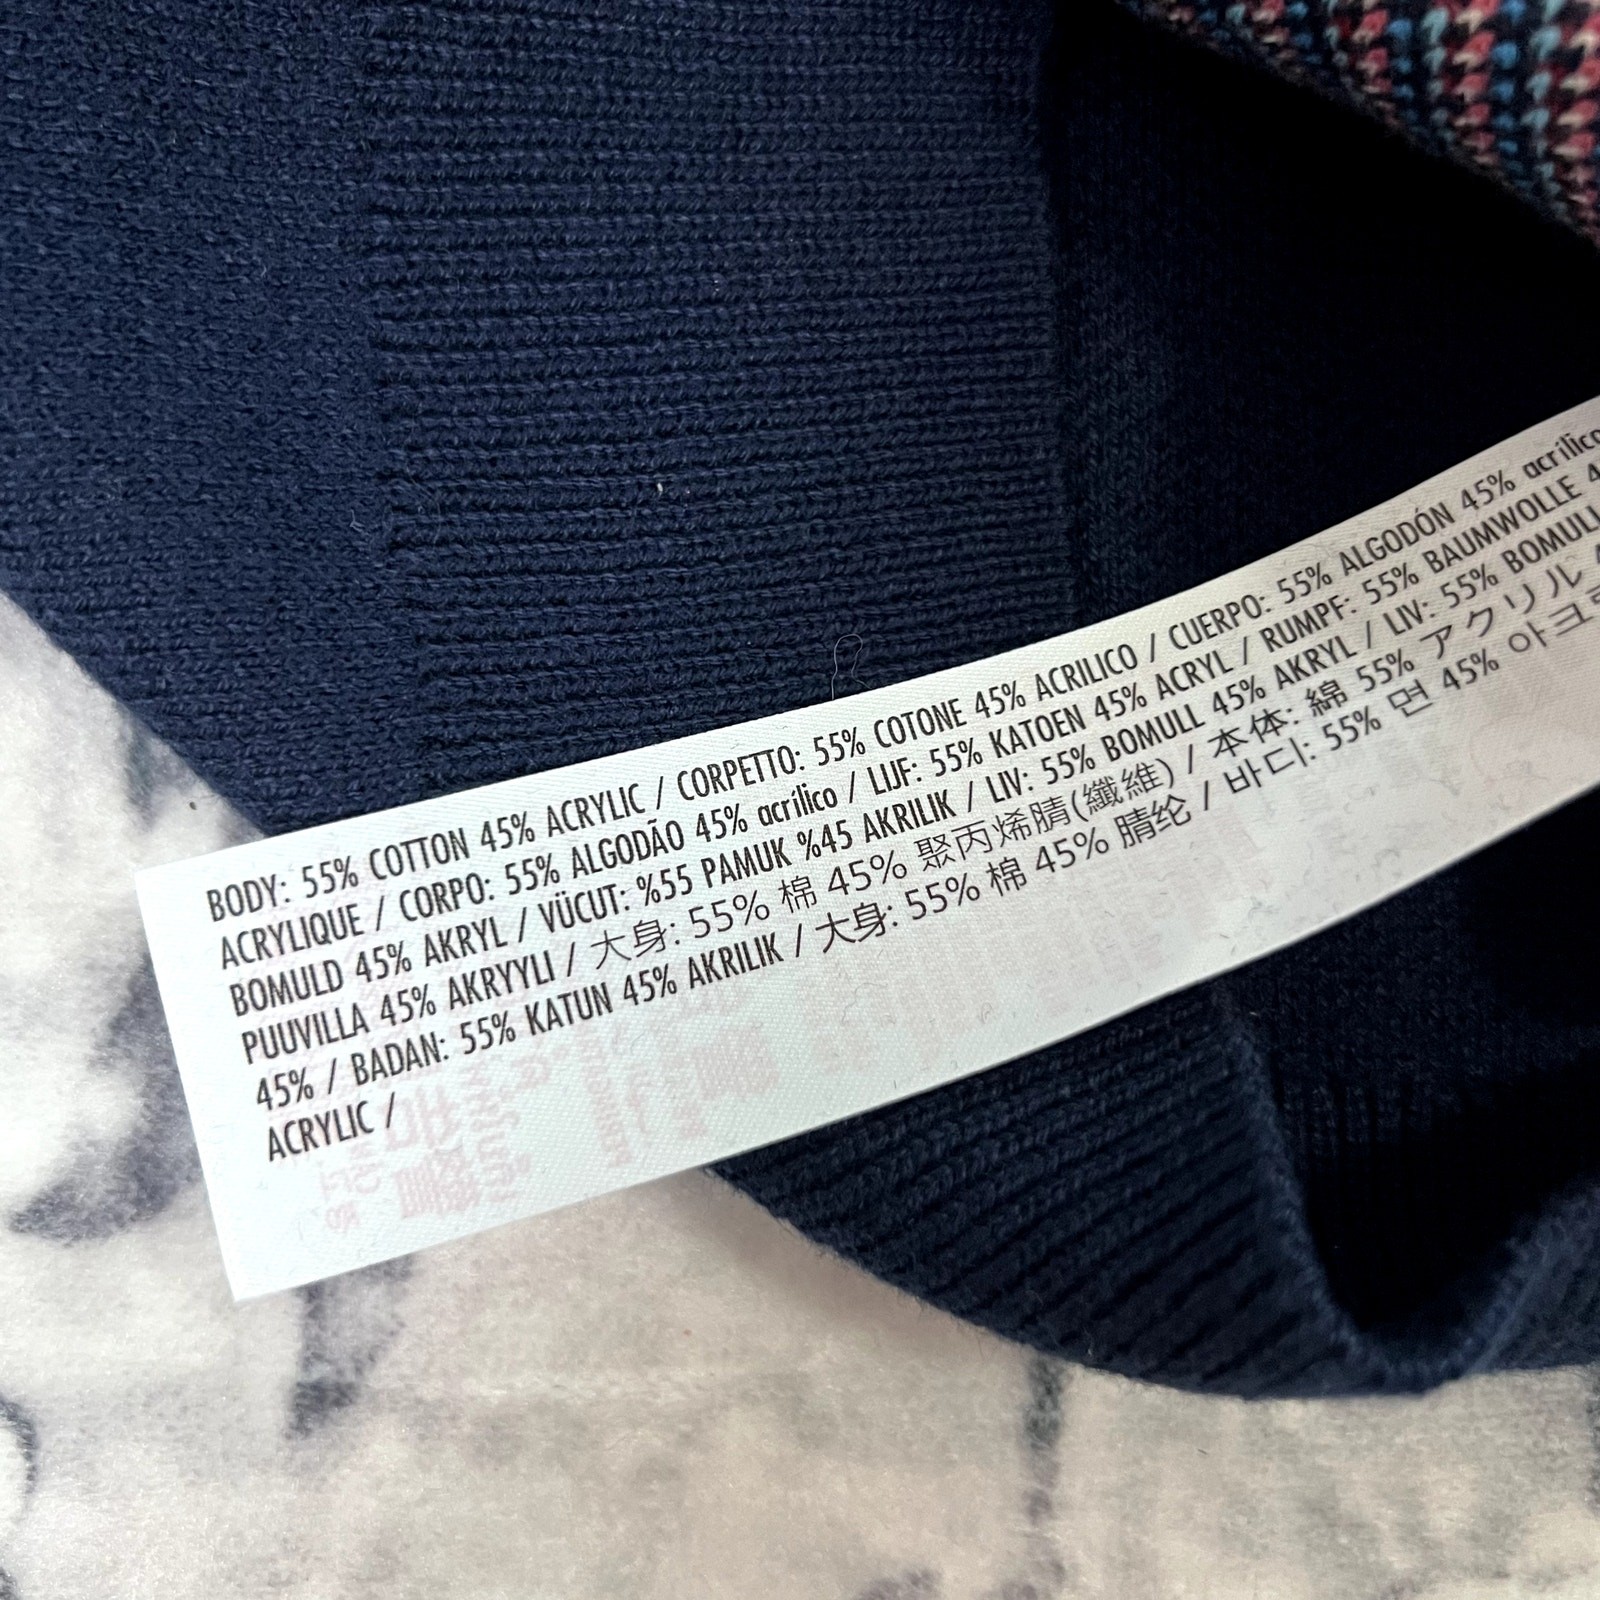 BODY: 55% COTTON 45% ACRYLIC / CORPETTO: 55% COTONE 45% ACRILICO / CUERPO: 55% ALGODÓN 45% acrílico
ACRYLIQUE / CORPO: 55% ALGODÃO 45% acrílico / LIJF: 55% KATOEN 45% ACRYL / RUMPF: 55% BAUMWOLLE
BOMULD 45% AKRYL / VÜCUT: %55 PAMUK %45 AKRILIK / LIV: 55% BOMULL 45% AKRYL / LIV: 55% BOMULL
PUUVILLA 45% AKRYYLI / 大身: 55% 棉 45% 聚丙烯腈(纖維) / 本体: 綿 55% アクリル
45% / BADAN: 55% KATUN 45% AKRILIK / 大身: 55% 棉 45% 腈纶 / 바디: 55% 면 45%
ACRYLIC /